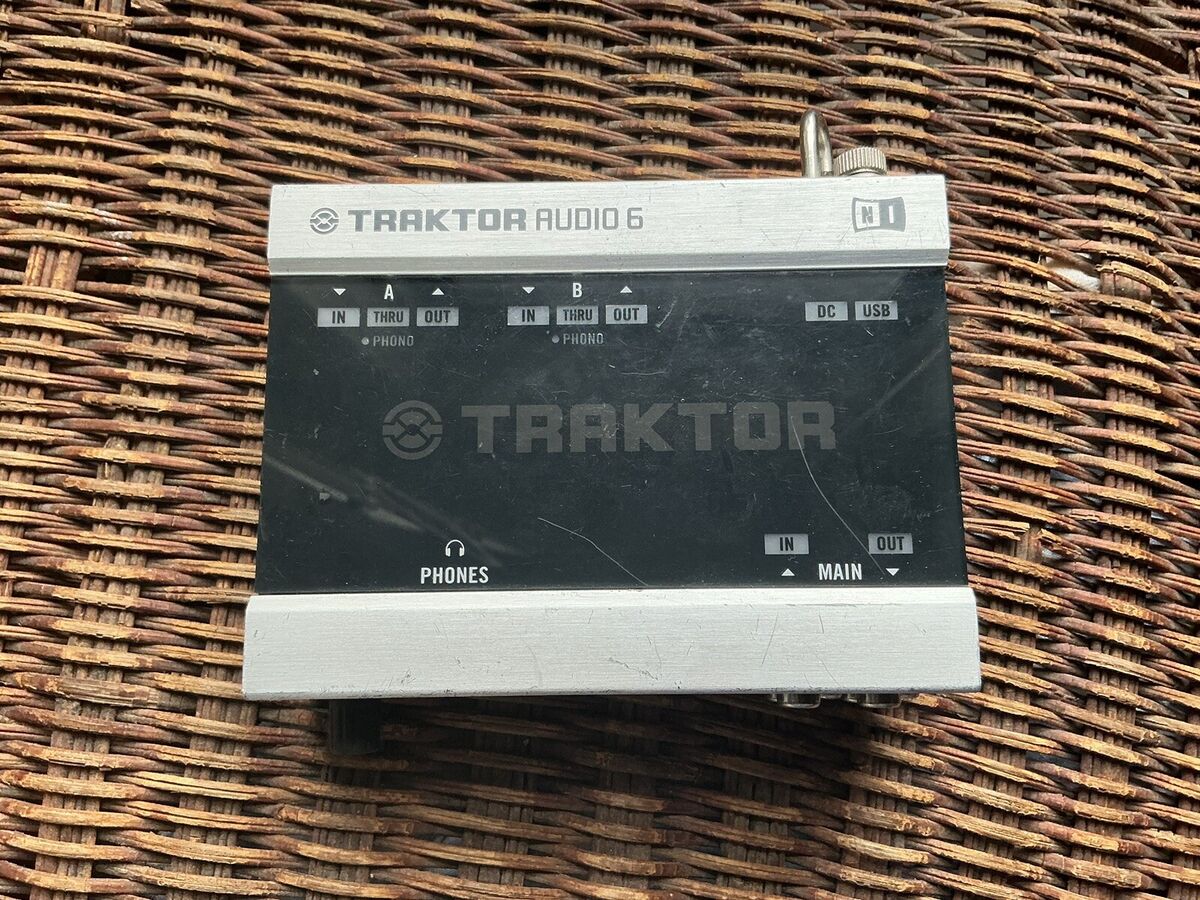 TRAKTOR AUDIO 6
NI
A
B
IN THRU OUT
IN THRU OUT
DC USB
PHONO
PHONO
TRAKTOR
IN
OUT
PHONES
MAIN